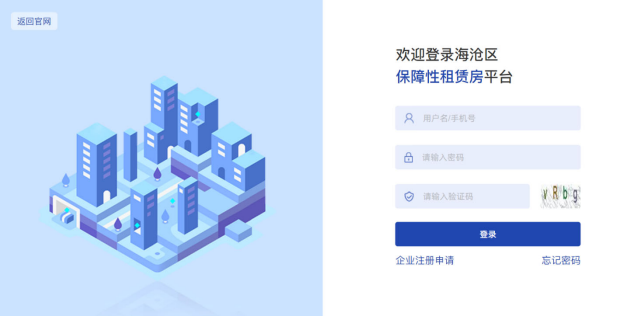 返回官网
欢迎登录海沧区
保障性租赁房平台
用户名/手机号
请输入密码
请输入验证码
vRbg
登录
企业注册申请
忘记密码